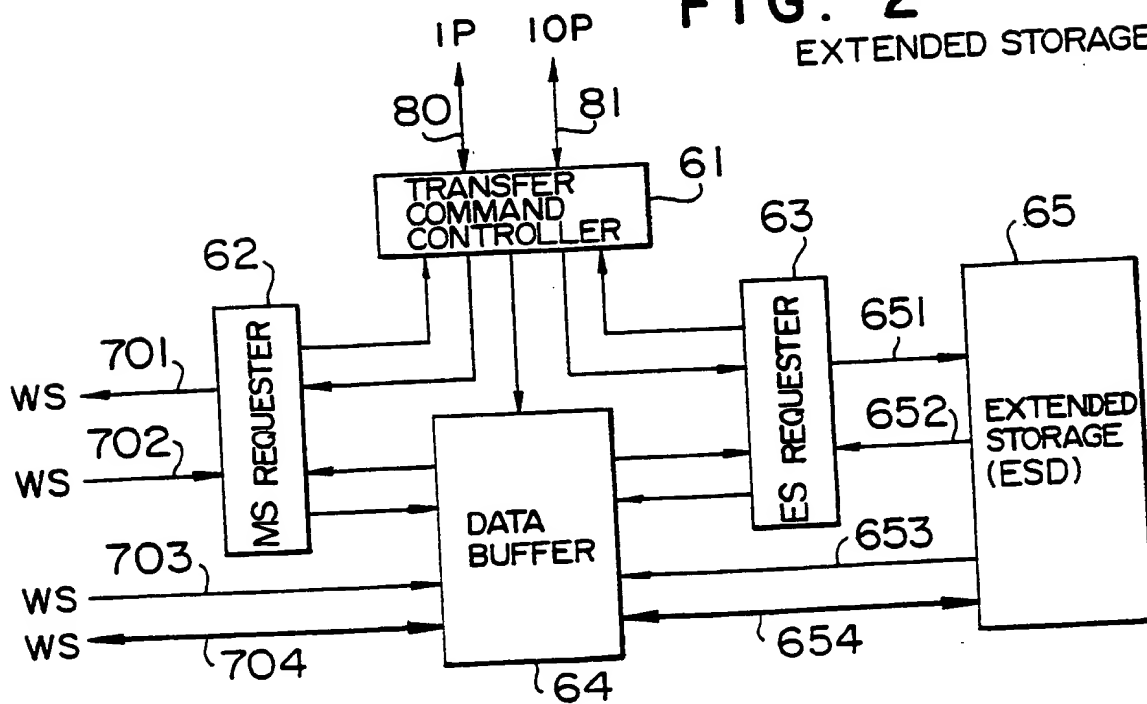 FIG. 2
EXTENDED STORAGE
IP IOP
80 81
TRANSFER
COMMAND
CONTROLLER
61
62
63
65
MS REQUESTER
ES REQUESTER
EXTENDED
STORAGE
(ESD)
651
652
WS 701
WS 702
DATA
BUFFER
WS 703
WS 704
653
654
64